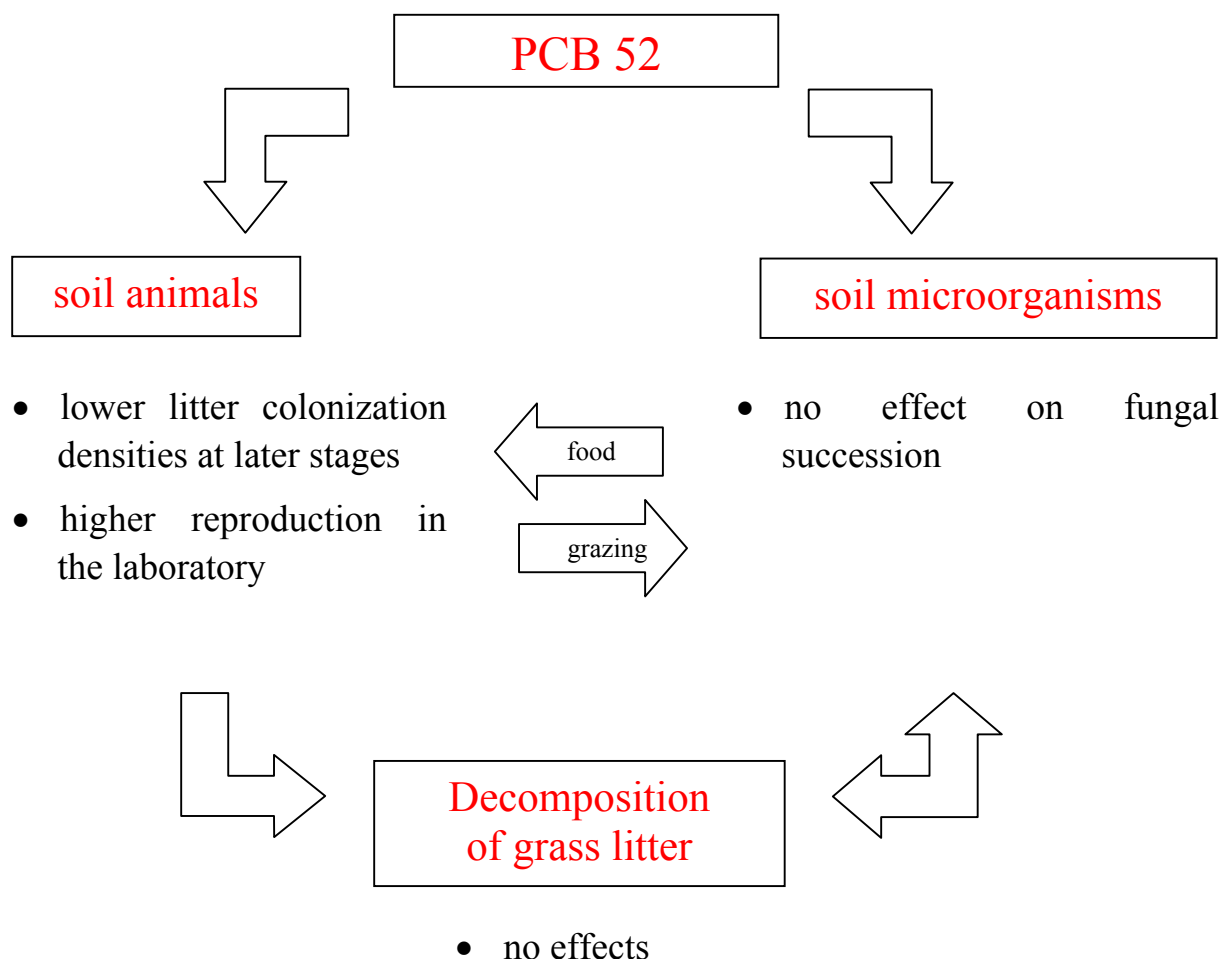 PCB 52
soil animals
soil microorganisms
• lower litter colonization
densities at later stages
• higher reproduction in
the laboratory
food
grazing
• no effect on fungal
succession
Decomposition
of grass litter
• no effects